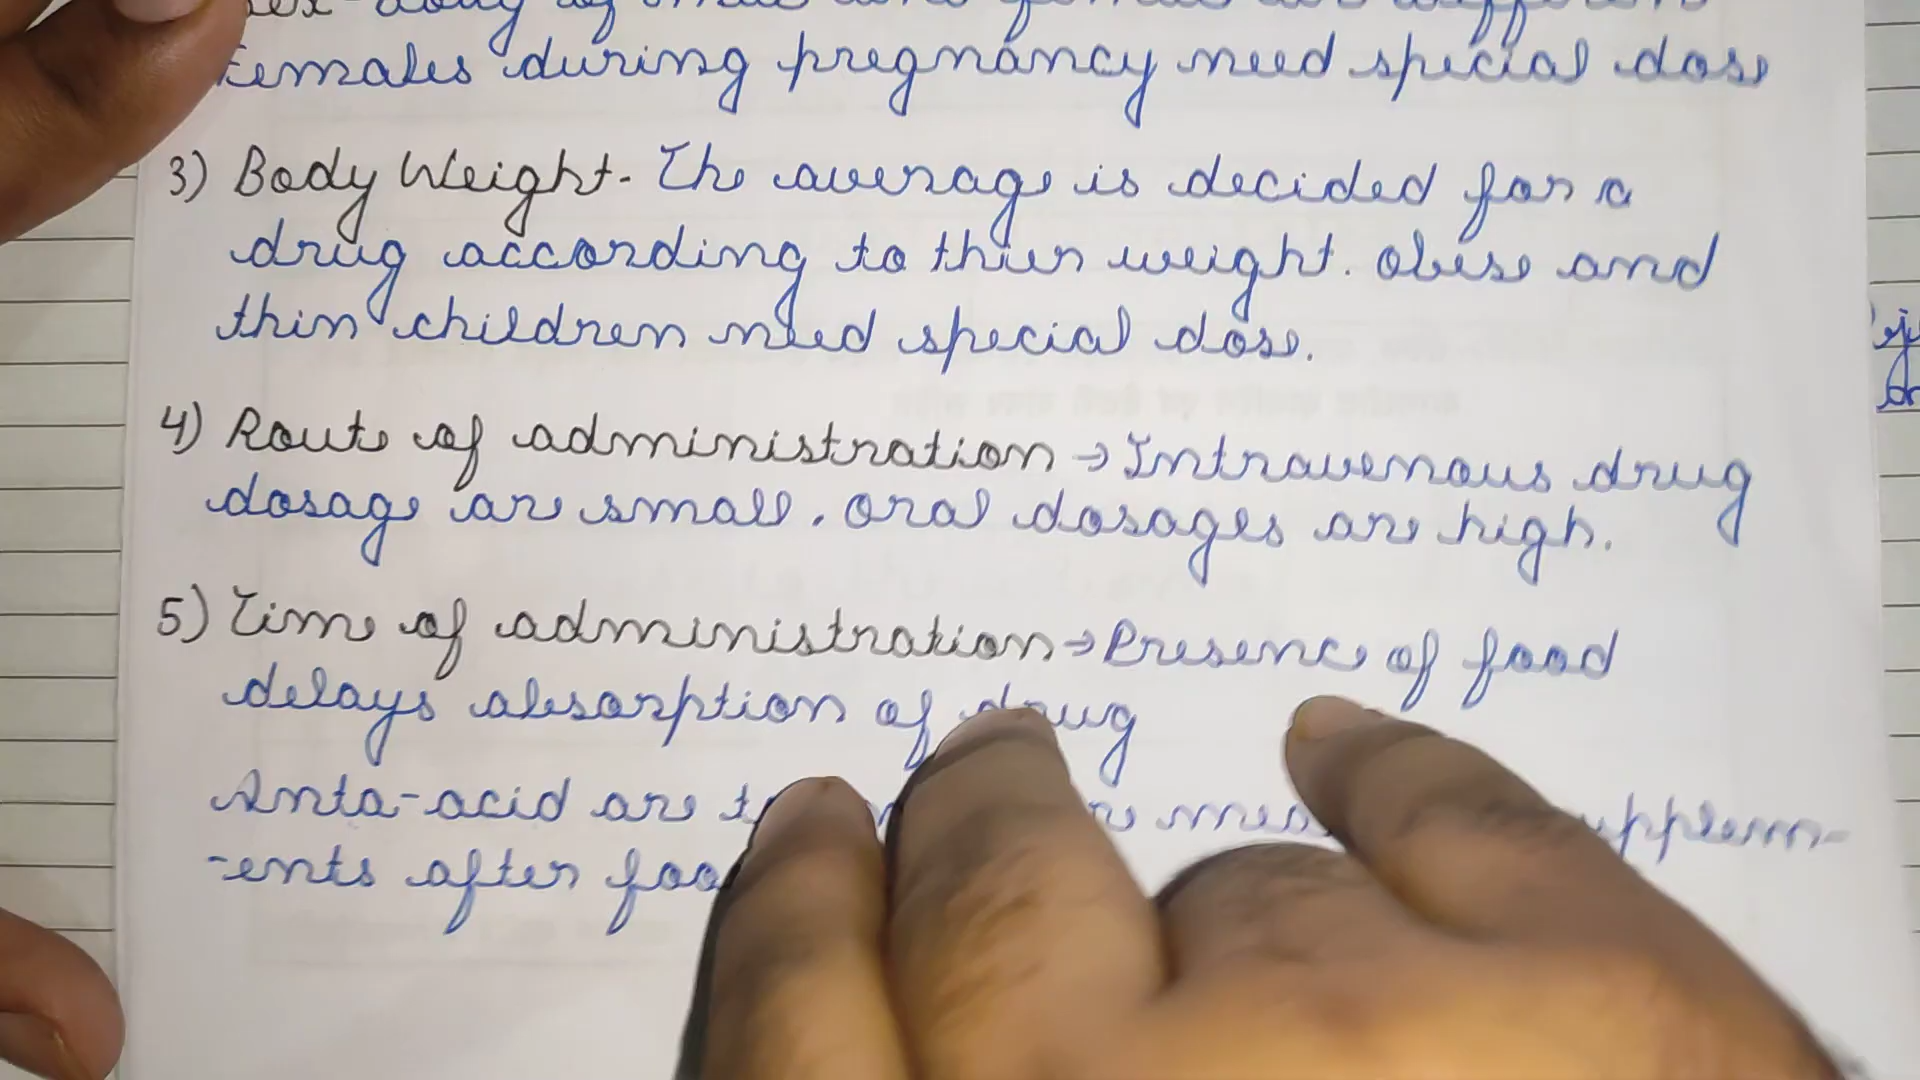 Females during pregnancy need special dose
3) Body Weight - The average is decided for a
drug according to thier weight. Obese and
thin children need special dose.
4) Route of administration → Intravenous drug
dosage are small. Oral dosages are high.
5) Time of administration → Presence of food
delays absorption of drug
Anta-acid are
-ents after